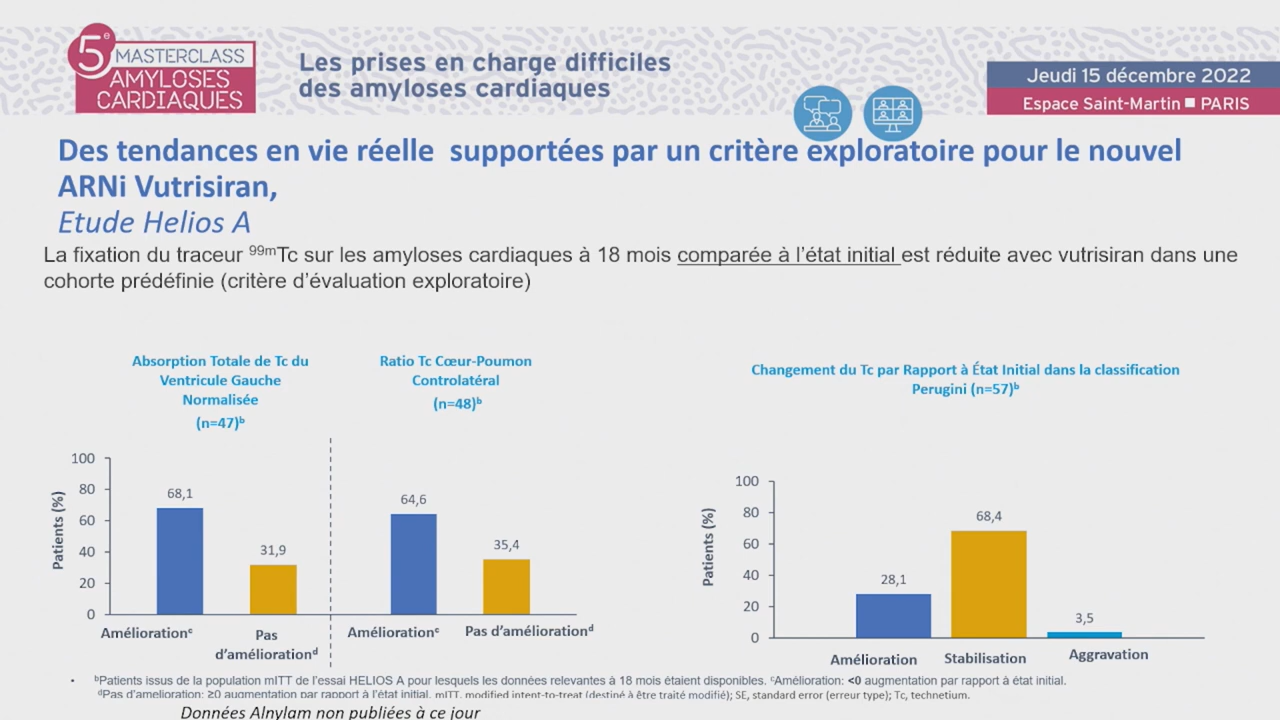 5e MASTERCLASS
AMYLOSES
CARDIAQUES
Les prises en charge difficiles
des amyloses cardiaques
Jeudi 15 décembre 2022
Espace Saint-Martin ■ PARIS
Des tendances en vie réelle supportées par un critère exploratoire pour le nouvel
ARNi Vutrisiran,
Etude Helios A
La fixation du traceur 99mTc sur les amyloses cardiaques à 18 mois comparée à l'état initial est réduite avec vutrisiran dans une
cohorte prédéfinie (critère d'évaluation exploratoire)
Absorption Totale de Tc du
Ventricule Gauche
Normalisée
(n=47)b
Ratio Tc Cœur-Poumon
Controlatéral
(n=48)b
Changement du Tc par Rapport à État Initial dans la classification
Perugini (n=57)b
Patients (%)
100
80
60
40
20
0
68,1
31,9
64,6
35,4
Améliorationc
Pas
d'améliorationd
Améliorationc
Pas d'améliorationd
Patients (%)
100
80
60
40
20
0
28,1
68,4
3,5
Amélioration
Stabilisation
Aggravation
• bPatients issus de la population mITT de l'essai HELIOS A pour lesquels les données relevantes à 18 mois étaient disponibles. cAmélioration: <0 augmentation par rapport à état initial.
dPas d'amelioration: ≥0 augmentation par rapport à l'état initial. mITT, modified intent-to-treat (destiné à être traité modifié); SE, standard error (erreur type); Tc, technetium.
Données Alnylam non publiées à ce jour